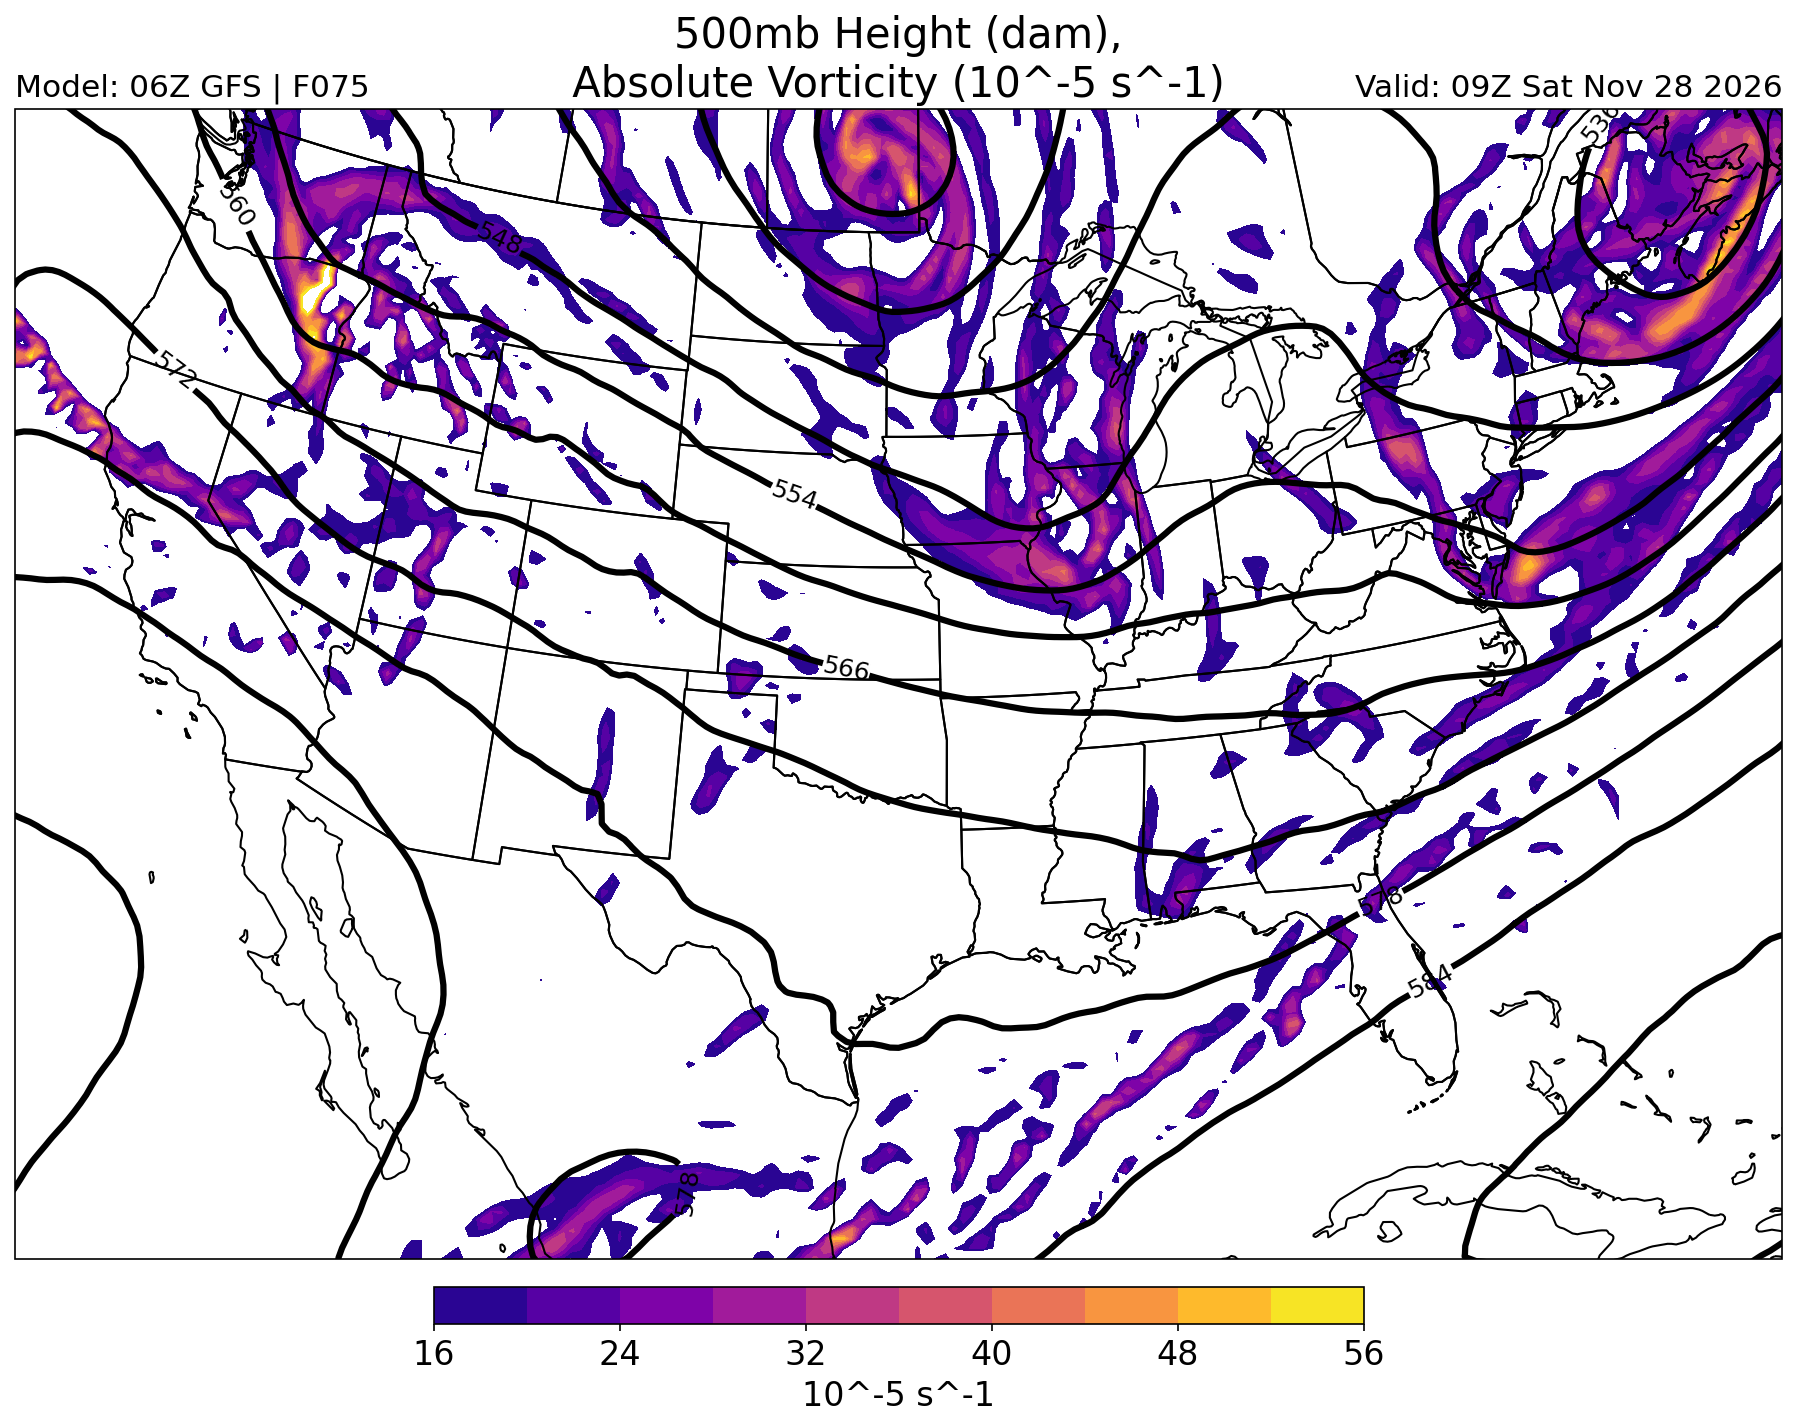 500mb Height (dam),
Absolute Vorticity (10^-5 s^-1)
Model: 06Z GFS | F075
Valid: 09Z Sat Nov 28 2026
536
560
548
572
554
566
578
584
578
16 24 32 40 48 56
10^-5 s^-1